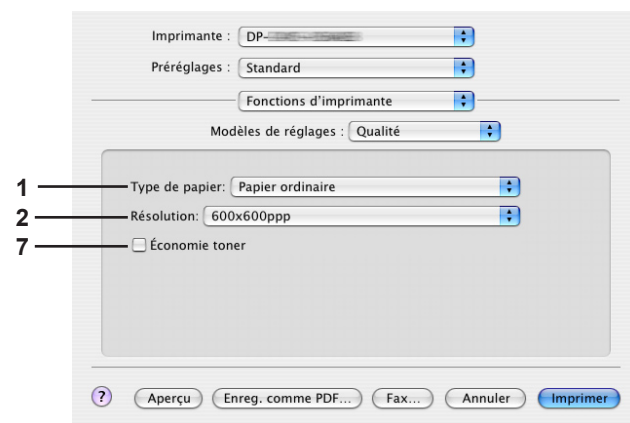 Imprimante : DP-
Préréglages : Standard
Fonctions d'imprimante
Modèles de réglages : Qualité
1 Type de papier: Papier ordinaire
2 Résolution: 600x600ppp
7 Économie toner
? Aperçu Enreg. comme PDF... Fax... Annuler Imprimer